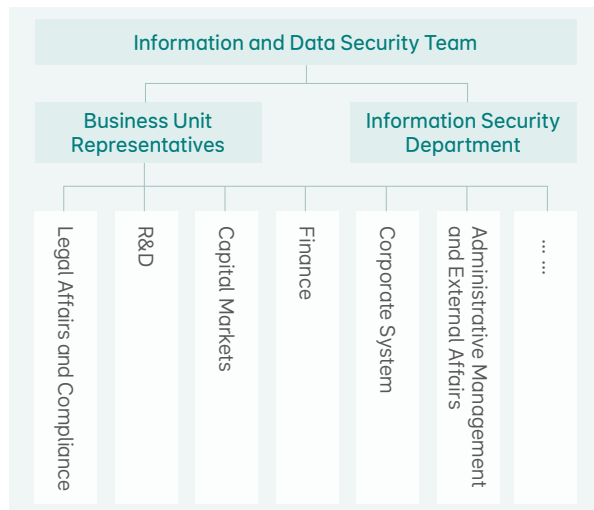 Information and Data Security Team
Business Unit
Representatives
Information Security
Department
Legal Affairs and Compliance
R&D
Capital Markets
Finance
Corporate System
Administrative Management
and External Affairs
... ...